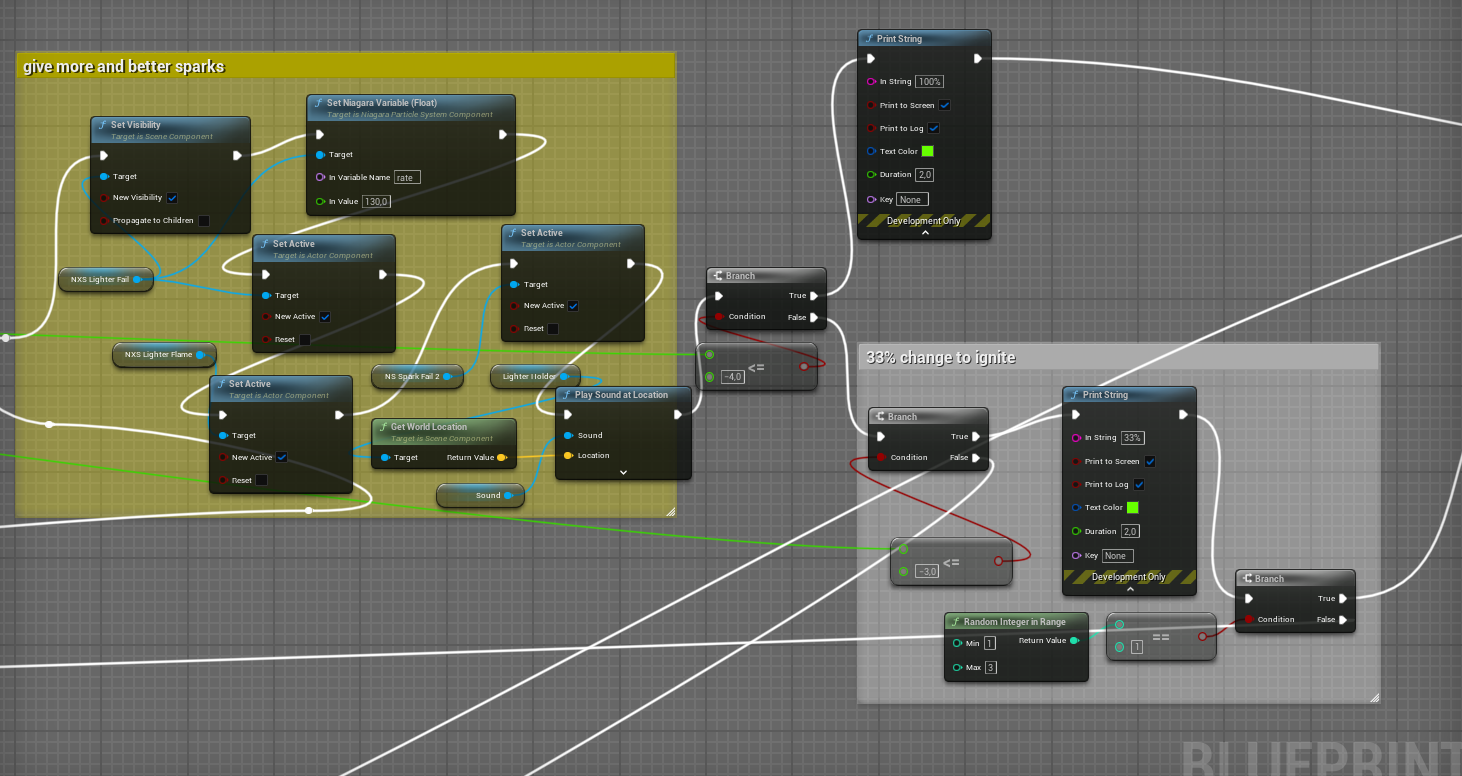 give more and better sparks
Set Visibility
Target is Scene Component
Target
New Visibility
Propagate to Children
Set Niagara Variable (Float)
Target is Niagara Particle System Component
Target
In Variable Name rate
In Value 130,0
NXS Lighter Fail
Set Active
Target is Actor Component
Target
New Active
Reset
Set Active
Target is Actor Component
Target
New Active
Reset
NXS Lighter Flame
NS Spark Fail 2
Lighter Holder
Set Active
Target is Actor Component
Target
New Active
Reset
Get World Location
Target is Scene Component
Target Return Value
Sound
Play Sound at Location
Sound
Location
Branch
True
Condition False
-4,0 <=
Print String
In String 100%
Print to Screen
Print to Log
Text Color
Duration 2,0
Key None
Development Only
33% change to ignite
Branch
True
Condition False
-3,0 <=
Print String
In String 33%
Print to Screen
Print to Log
Text Color
Duration 2,0
Key None
Development Only
Random Integer in Range
Min 1 Return Value
Max 3
1 ==
Branch
True
Condition False
BLUEPRINT